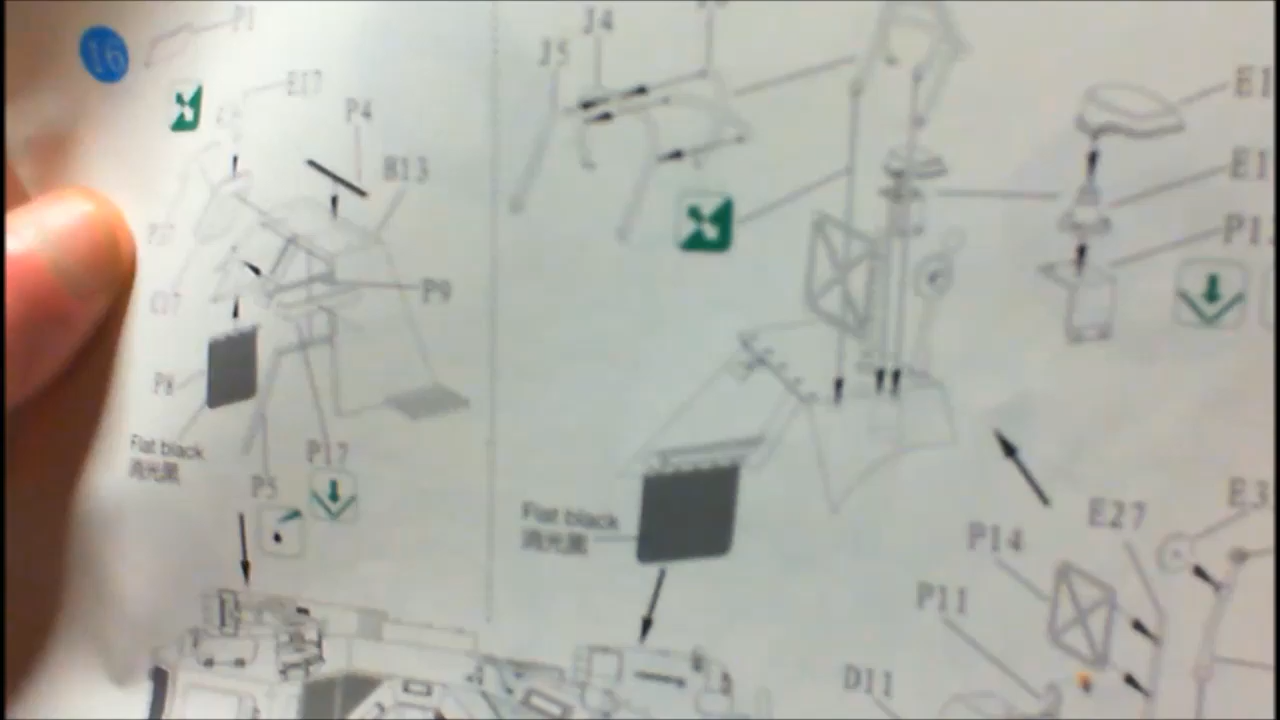 16
P1
E17
P4
B13
P9
P8
Flat black
消光黑
P17
P5
J4
J5
Flat black
消光黑
E27
P14
P11
D11